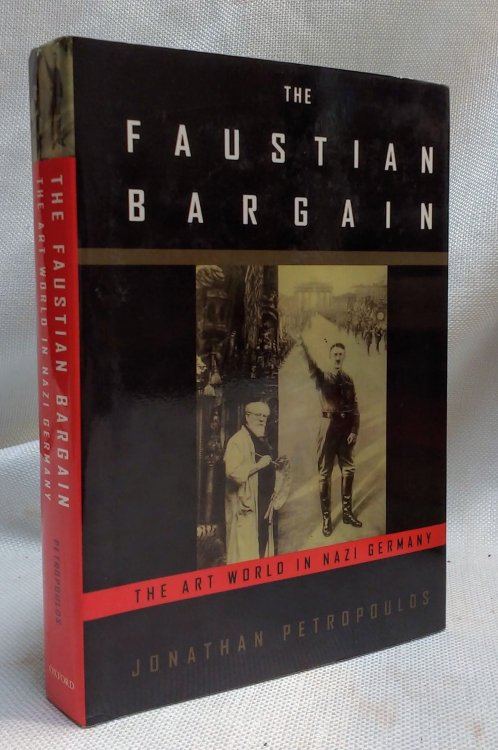 THE
FAUSTIAN
BARGAIN
THE ART WORLD IN NAZI GERMANY
JONATHAN PETROPOULOS
THE FAUSTIAN BARGAIN
THE ART WORLD IN NAZI GERMANY
PETROPOULOS
OXFORD